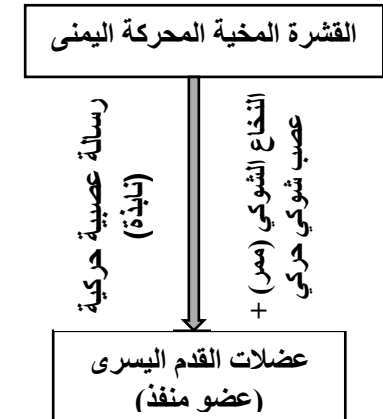 القشرة المخية المحركة اليمنى
رسالة عصبية حركية
(نابذة)
النخاع الشوكي (ممر) +
عصب شوكي حركي
عضلات القدم اليسرى
(عضو منفذ)